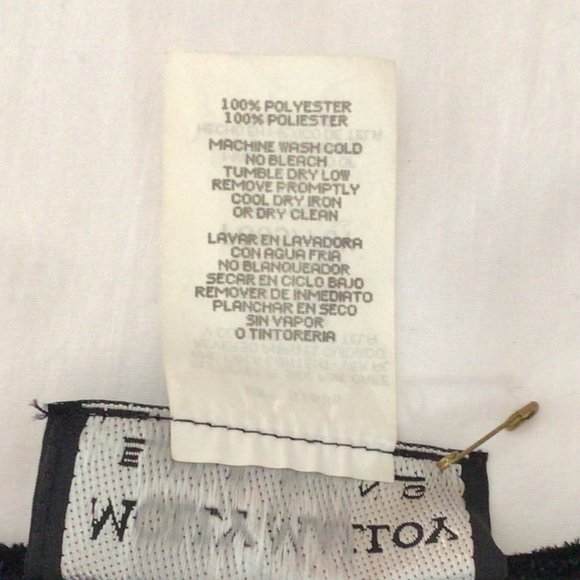 100% POLYESTER
100% POLIESTER
MACHINE WASH COLD
NO BLEACH
TUMBLE DRY LOW
REMOVE PROMPTLY
COOL DRY IRON
OR DRY CLEAN
LAVAR EN LAVADORA
CON AGUA FRIA
NO BLANQUEADOR
SECAR EN CICLO BAJO
REMOVER DE INMEDIATO
PLANCHAR EN SECO
SIN VAPOR
O TINTORERIA